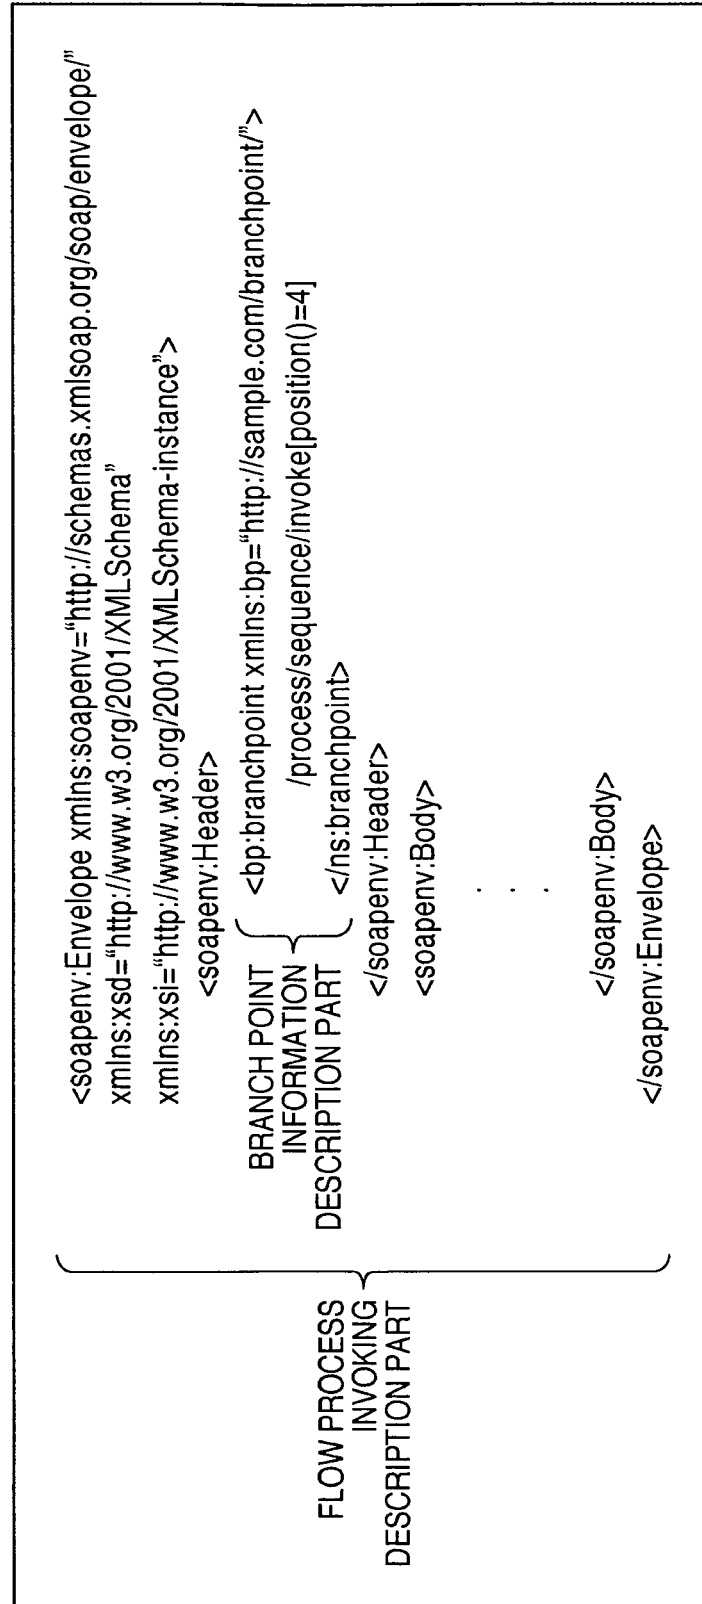 <soapenv:Envelope xmlns:soapenv=“http://schemas.xmlsoap.org/soap/envelope/”
xmlns:xsd=“http://www.w3.org/2001/XMLSchema”
xmlns:xsi=“http://www.w3.org/2001/XMLSchema-instance”>
<soapenv:Header>
<bp:branchpoint xmlns:bp=“http://sample.com/branchpoint/”>
/process/sequence/invoke[position()=4]
</ns:branchpoint>
</soapenv:Header>
<soapenv:Body>
. . .
</soapenv:Body>
</soapenv:Envelope>
BRANCH POINT
INFORMATION
DESCRIPTION PART
FLOW PROCESS
INVOKING
DESCRIPTION PART